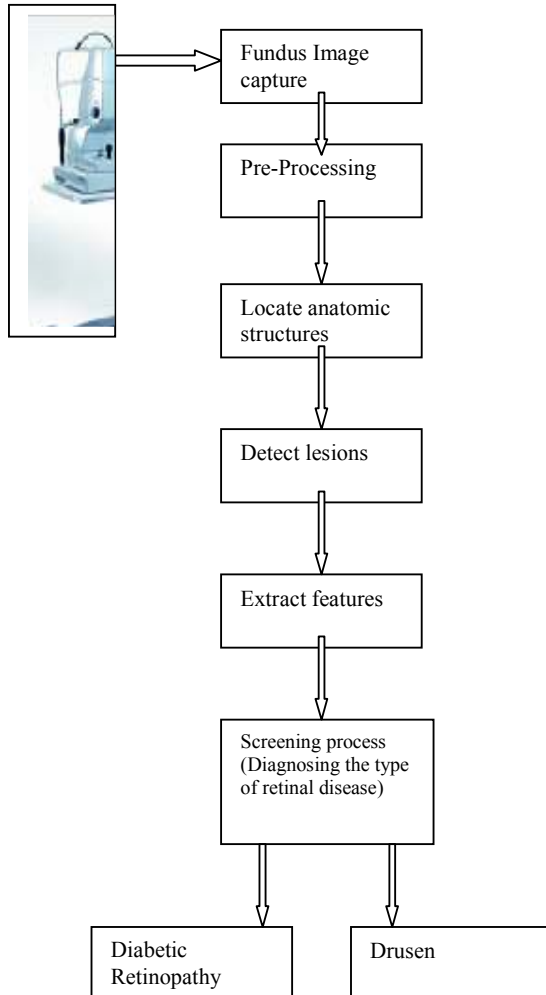 Fundus Image
capture
Pre-Processing
Locate anatomic
structures
Detect lesions
Extract features
Screening process
(Diagnosing the type
of retinal disease)
Diabetic
Retinopathy
Drusen